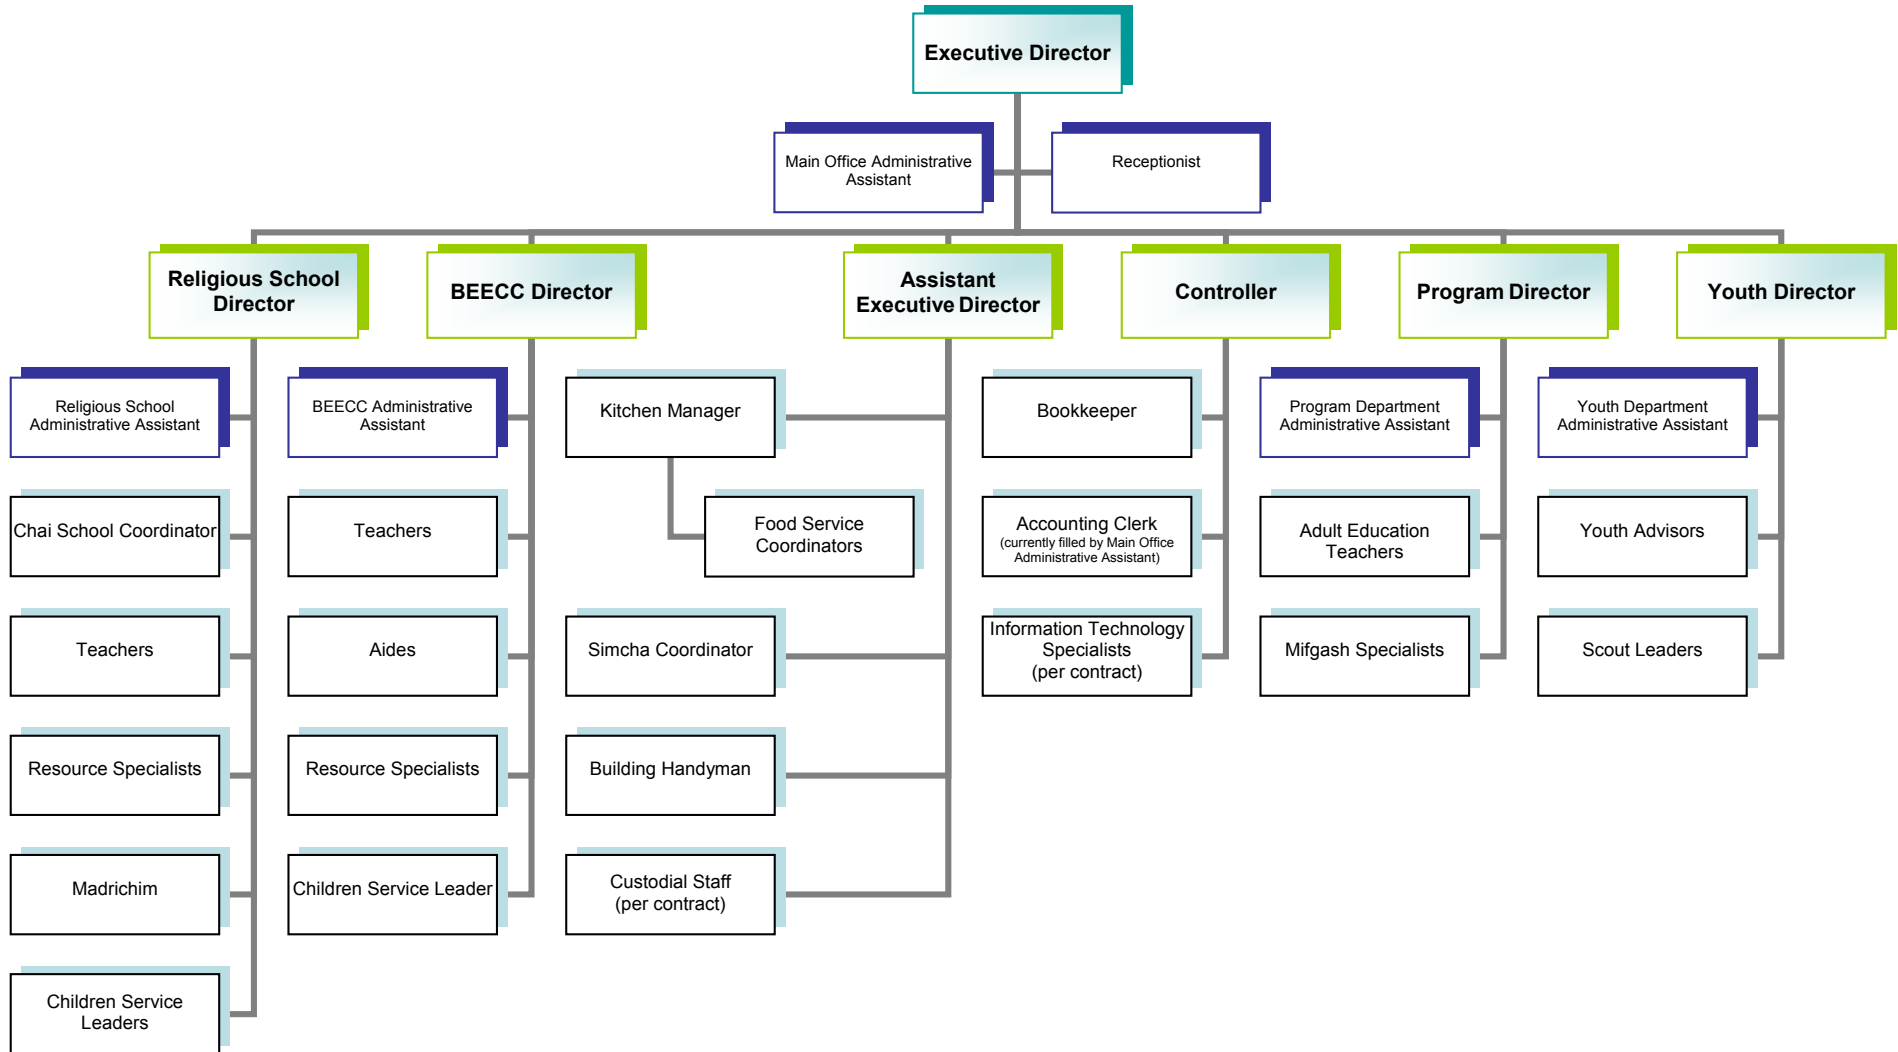 Executive Director
Main Office Administrative
Assistant
Receptionist
Religious School
Director
BEECC Director
Assistant
Executive Director
Controller
Program Director
Youth Director
Religious School
Administrative Assistant
BEECC Administrative
Assistant
Kitchen Manager
Bookkeeper
Program Department
Administrative Assistant
Youth Department
Administrative Assistant
Chai School Coordinator
Teachers
Food Service
Coordinators
Accounting Clerk
(currently filled by Main Office
Administrative Assistant)
Adult Education
Teachers
Youth Advisors
Teachers
Aides
Simcha Coordinator
Information Technology
Specialists
(per contract)
Mifgash Specialists
Scout Leaders
Resource Specialists
Resource Specialists
Building Handyman
Madrichim
Children Service Leader
Custodial Staff
(per contract)
Children Service
Leaders